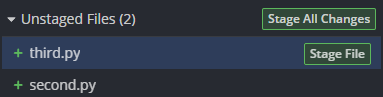 Unstaged Files (2) Stage All Changes
+ third.py Stage File
+ second.py